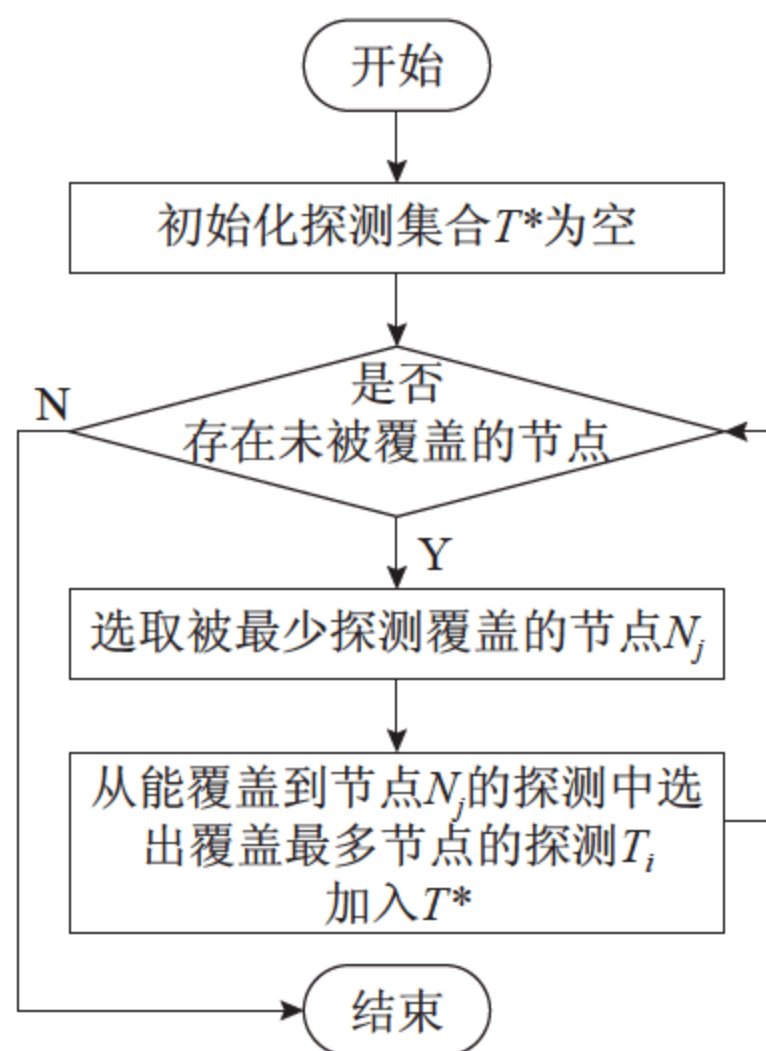 开始
初始化探测集合T*为空
是否
存在未被覆盖的节点
N
Y
选取被最少探测覆盖的节点Nj
从能覆盖到节点Nj的探测中选
出覆盖最多节点的探测Ti
加入T*
结束